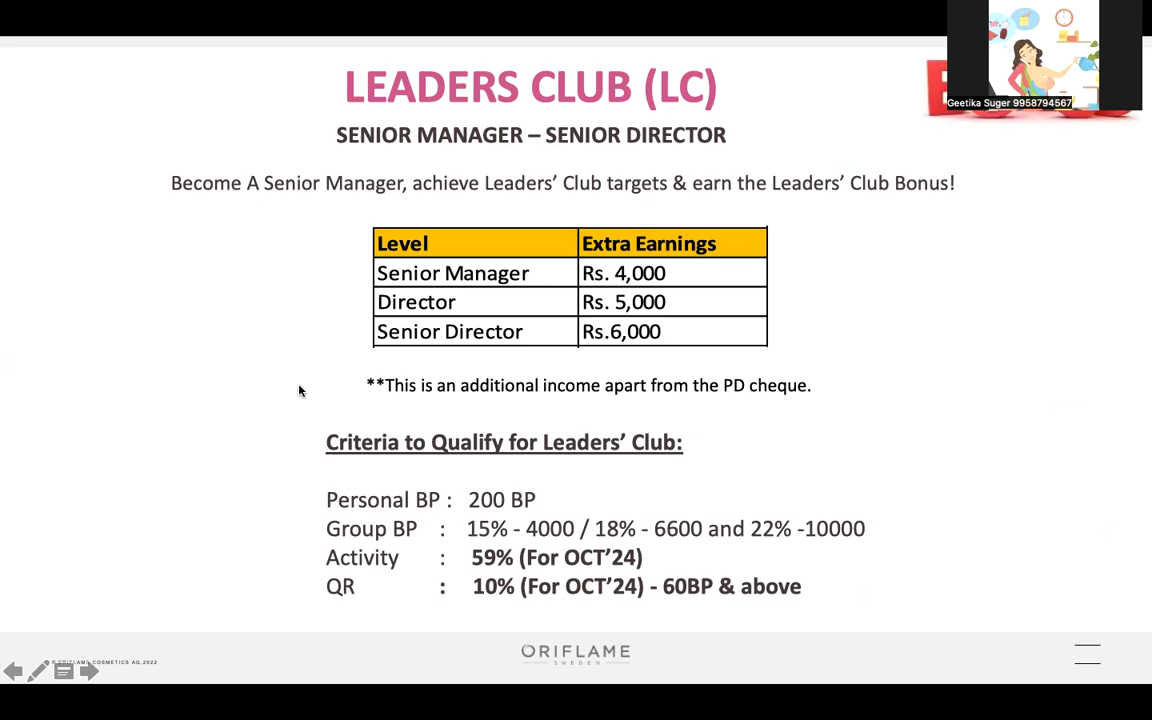 Geetika Suger 9958794567
LEADERS CLUB (LC)
SENIOR MANAGER – SENIOR DIRECTOR
Become A Senior Manager, achieve Leaders’ Club targets & earn the Leaders’ Club Bonus!
Level Extra Earnings
Senior Manager Rs. 4,000
Director Rs. 5,000
Senior Director Rs.6,000
**This is an additional income apart from the PD cheque.
Criteria to Qualify for Leaders’ Club:
Personal BP : 200 BP
Group BP : 15% - 4000 / 18% - 6600 and 22% -10000
Activity : 59% (For OCT’24)
QR : 10% (For OCT’24) - 60BP & above
ORIFLAME COSMETICS AG,2022
ORIFLAME
SWEDEN